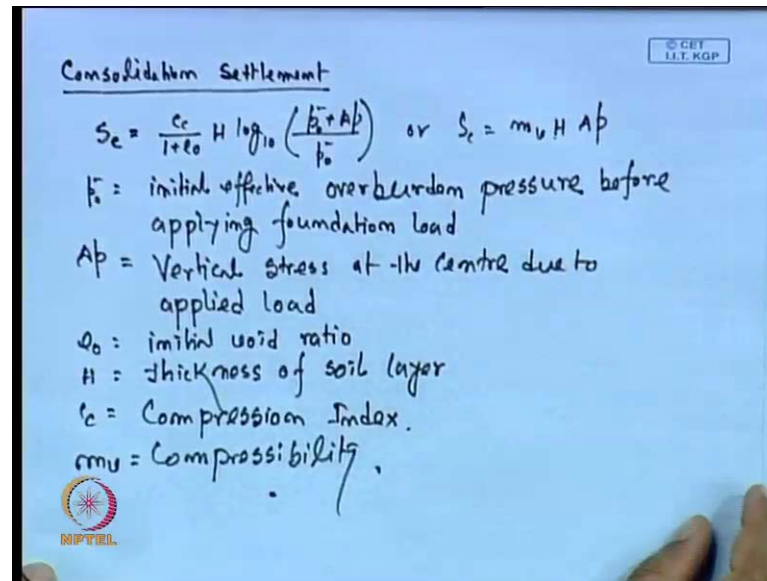 © CET
I.I.T. KGP
Consolidation Settlement
Sc = Cc/(1+e0) H log10 ((p̄0 + Δp)/p̄0) or Sc = mv H Δp
p̄0 = initial effective overburden pressure before
applying foundation load
Δp = Vertical stress at the Centre due to
applied load
e0 = initial void ratio
H = thickness of soil layer
Cc = Compression Index.
mv = Compressibility.
NPTEL